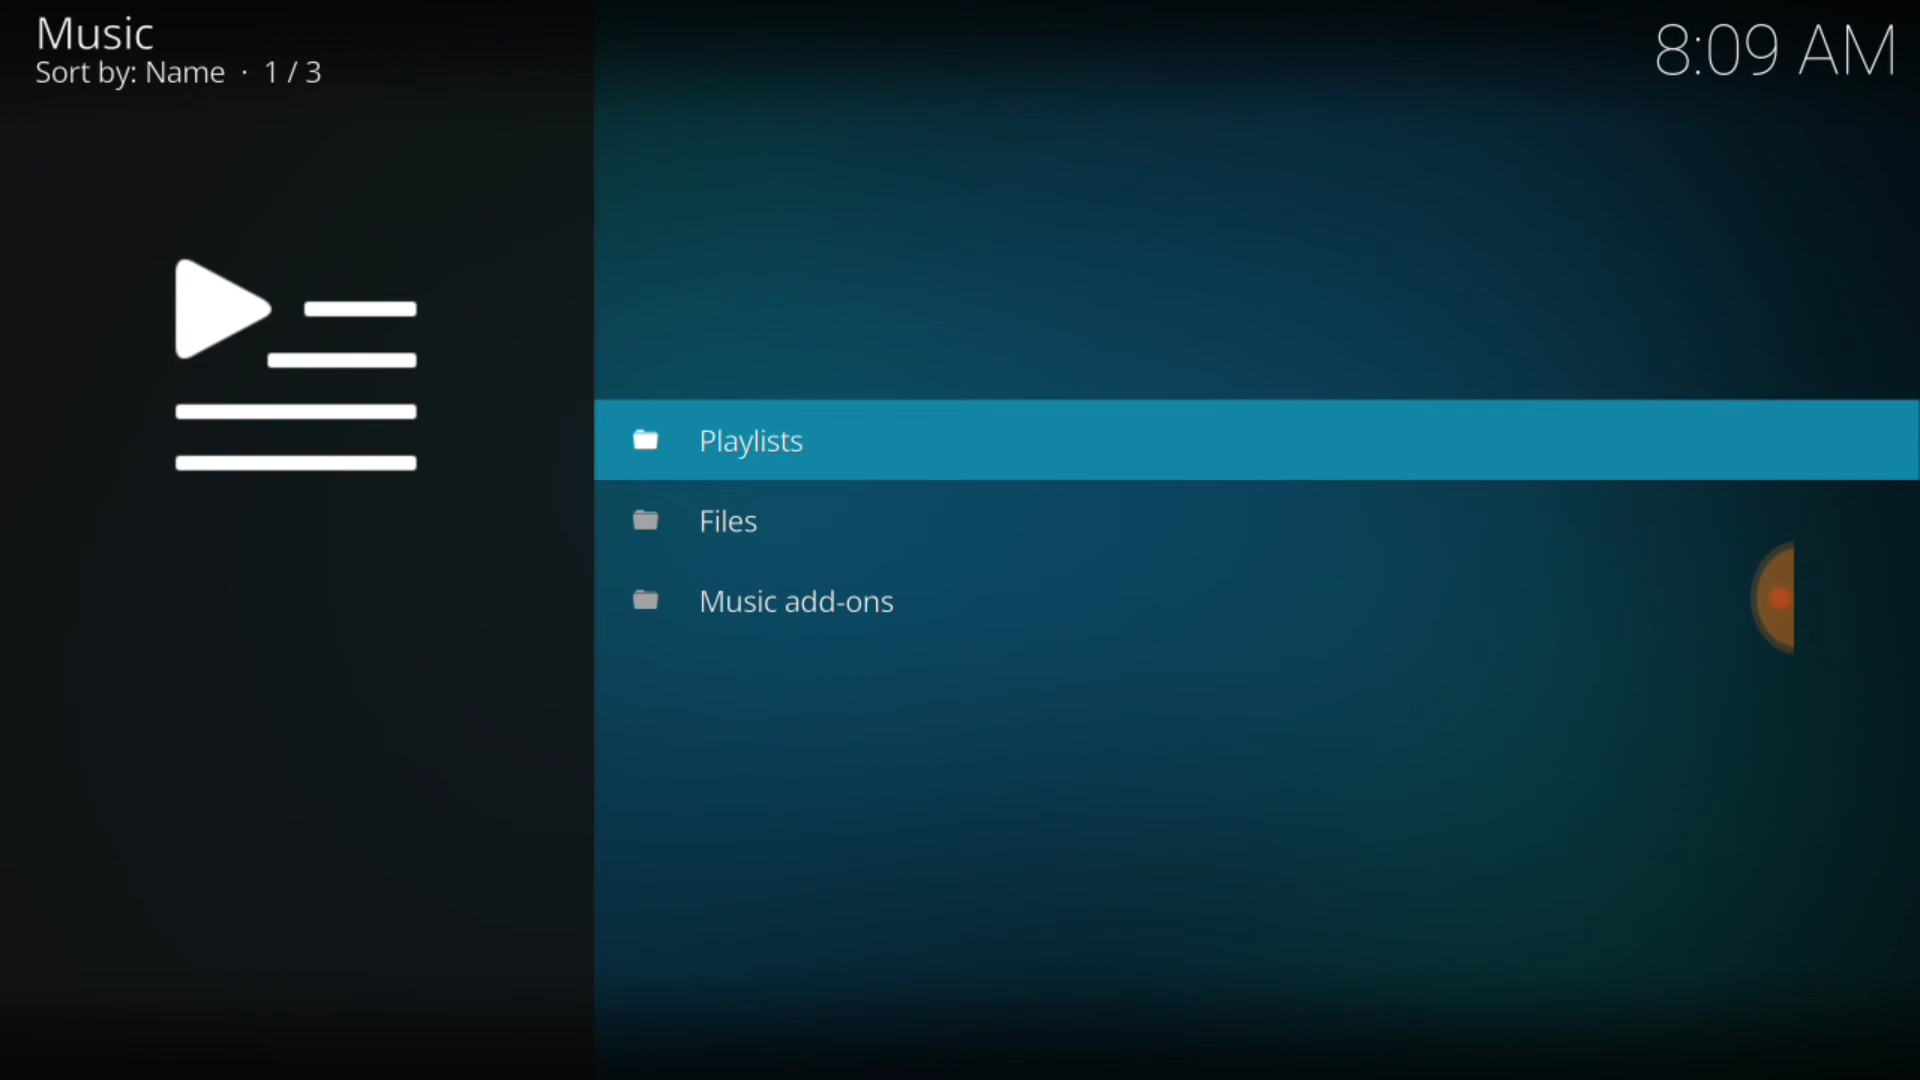 Music
Sort by: Name · 1 / 3
8:09 AM
Playlists
Files
Music add-ons